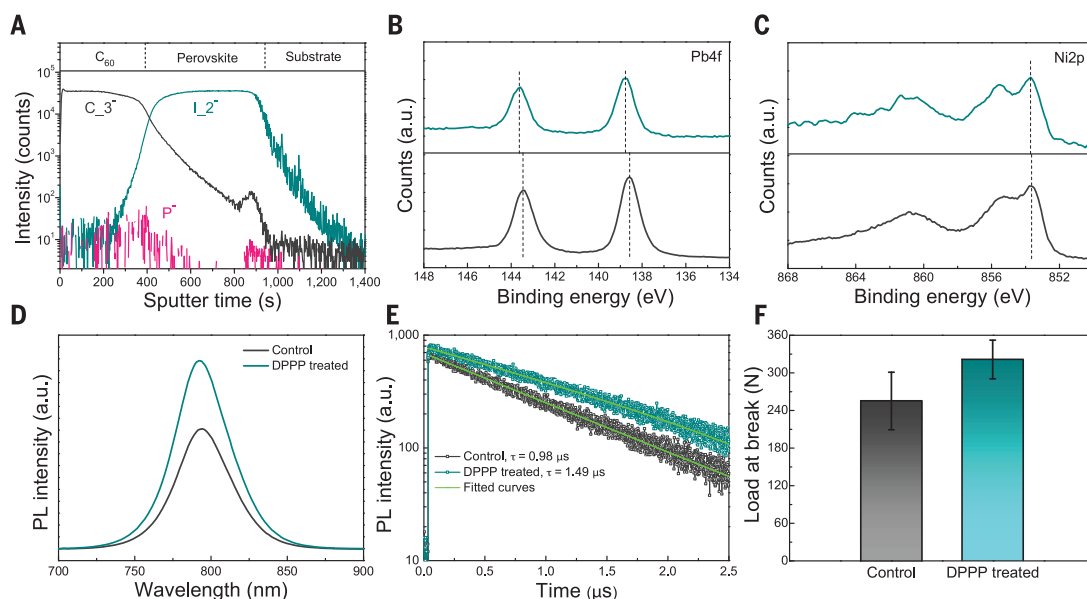 A
C60 Perovskite Substrate
10^5
10^4
10^3
10^2
10^1
C_3^-
I_2^-
P^-
Intensity (counts)
0 200 400 600 800 1,000 1,200 1,400
Sputter time (s)
B
Pb4f
Counts (a.u.)
148 146 144 142 140 138 136 134
Binding energy (eV)
C
Ni2p
Counts (a.u.)
868 864 860 856 852
Binding energy (eV)
D
Control
DPPP treated
PL intensity (a.u.)
700 750 800 850 900
Wavelength (nm)
E
1,000
100
10
PL intensity (a.u.)
Control, τ = 0.98 μs
DPPP treated, τ = 1.49 μs
Fitted curves
0.0 0.5 1.0 1.5 2.0 2.5
Time (μs)
F
360
300
240
180
120
60
0
Load at break (N)
Control DPPP treated